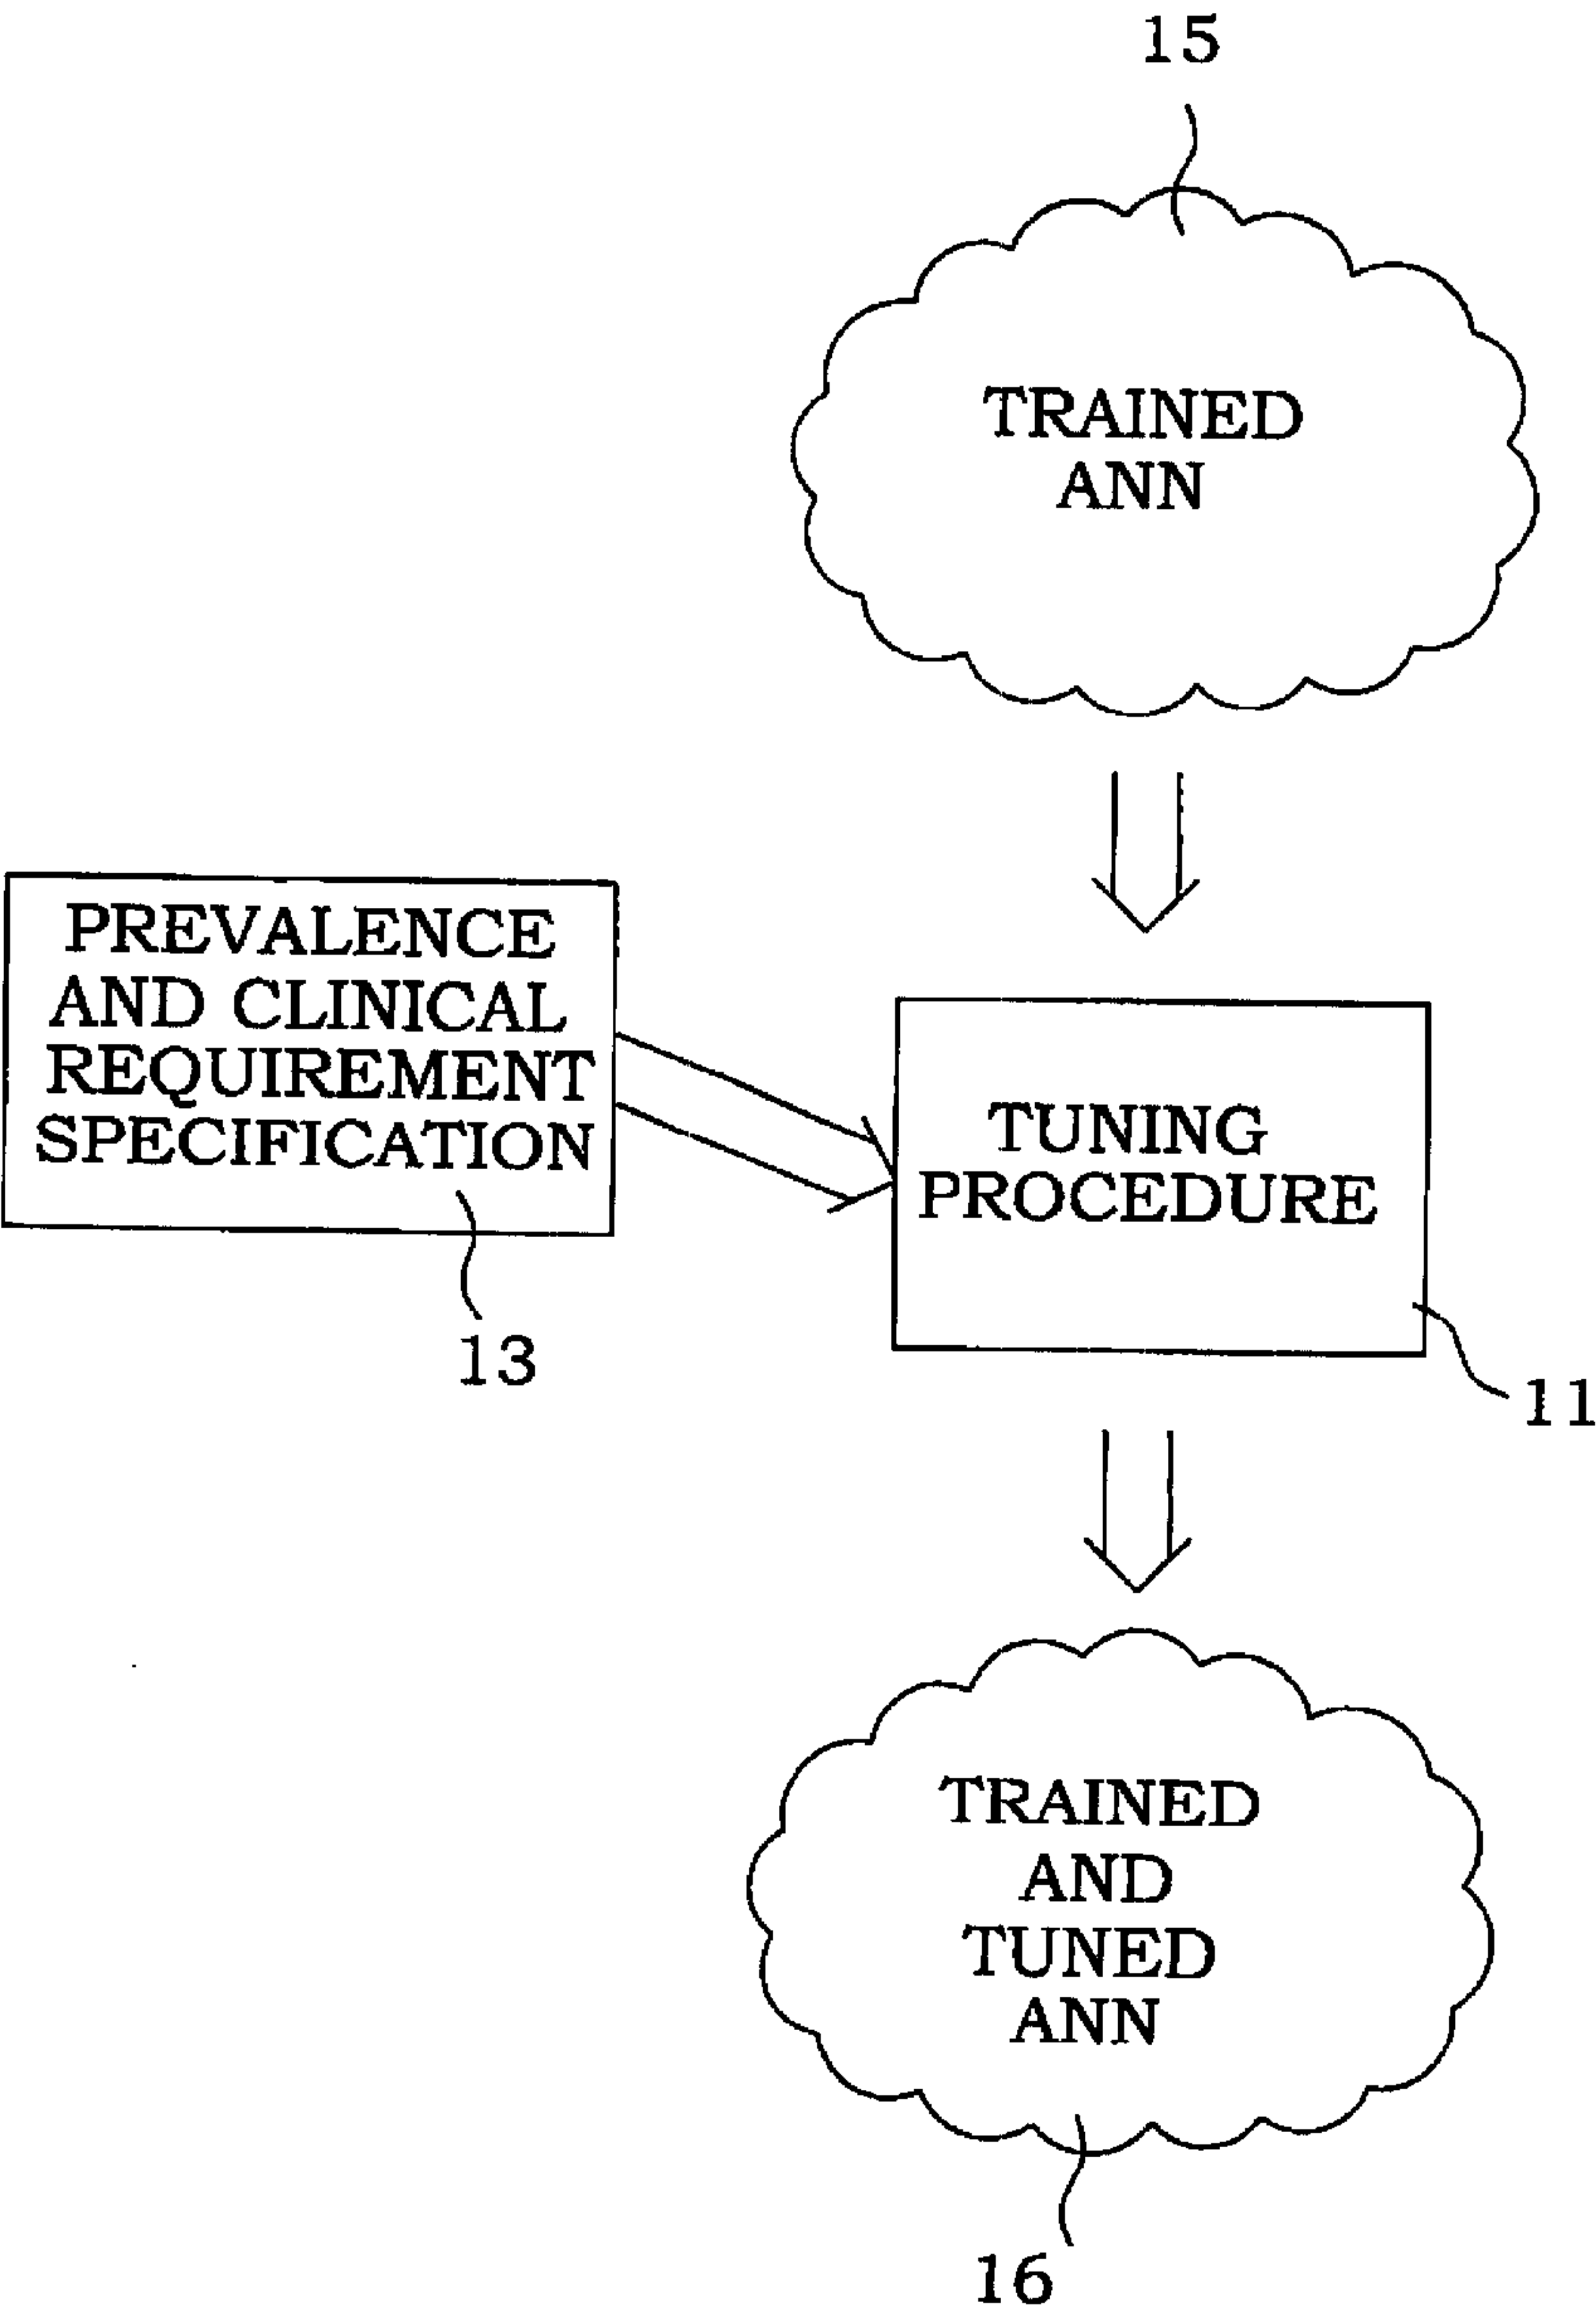 15
TRAINED
ANN
PREVALENCE
AND CLINICAL
REQUIREMENT
SPECIFICATION
13
TUNING
PROCEDURE
11
TRAINED
AND
TUNED
ANN
16